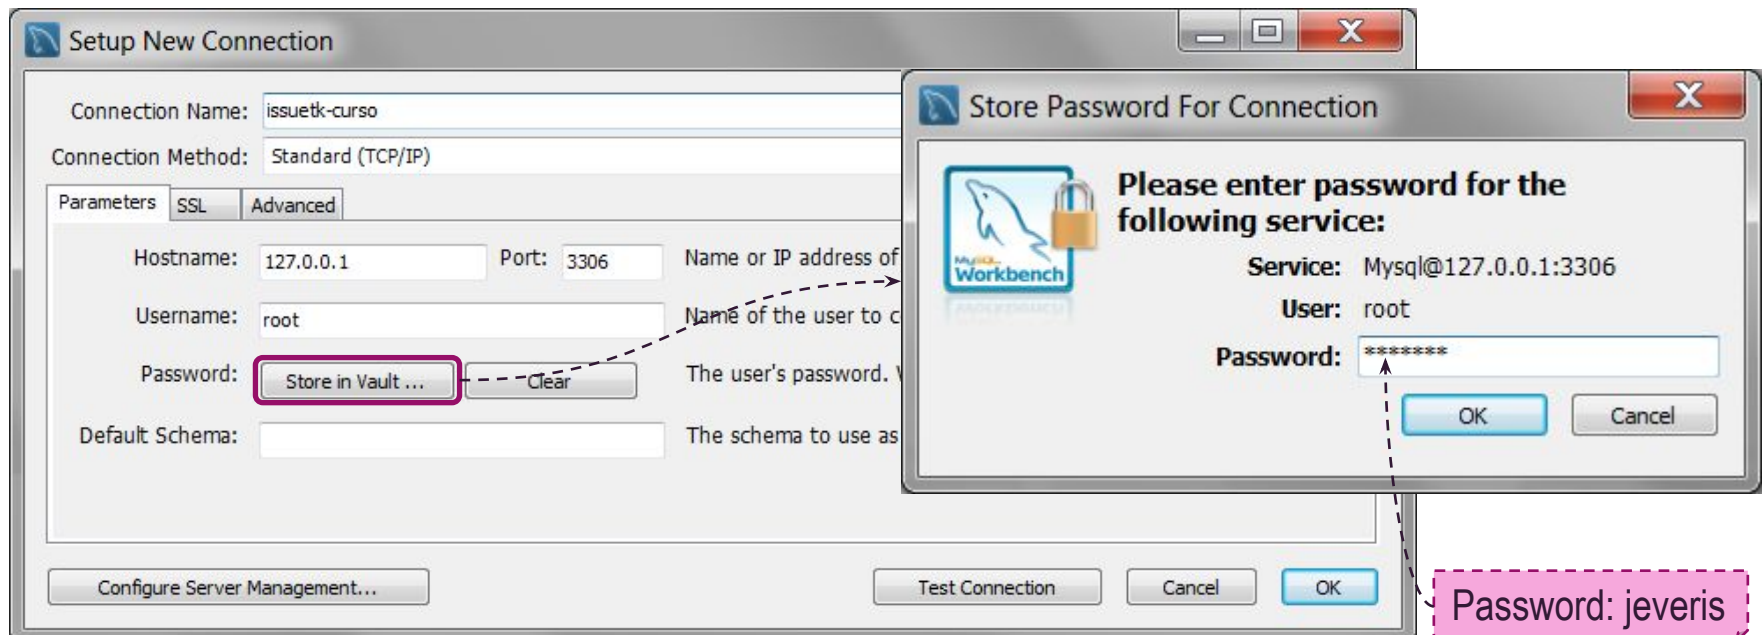 Setup New Connection
Connection Name: issuetk-curso
Connection Method: Standard (TCP/IP)
Parameters SSL Advanced
Hostname: 127.0.0.1 Port: 3306 Name or IP address of
Username: root Name of the user to c
Password: Store in Vault ... Clear The user's password.
Default Schema: The schema to use as
Configure Server Management... Test Connection Cancel OK
Store Password For Connection
MySQL
Workbench
Please enter password for the
following service:
Service: Mysql@127.0.0.1:3306
User: root
Password: *******
OK Cancel
Password: jeveris